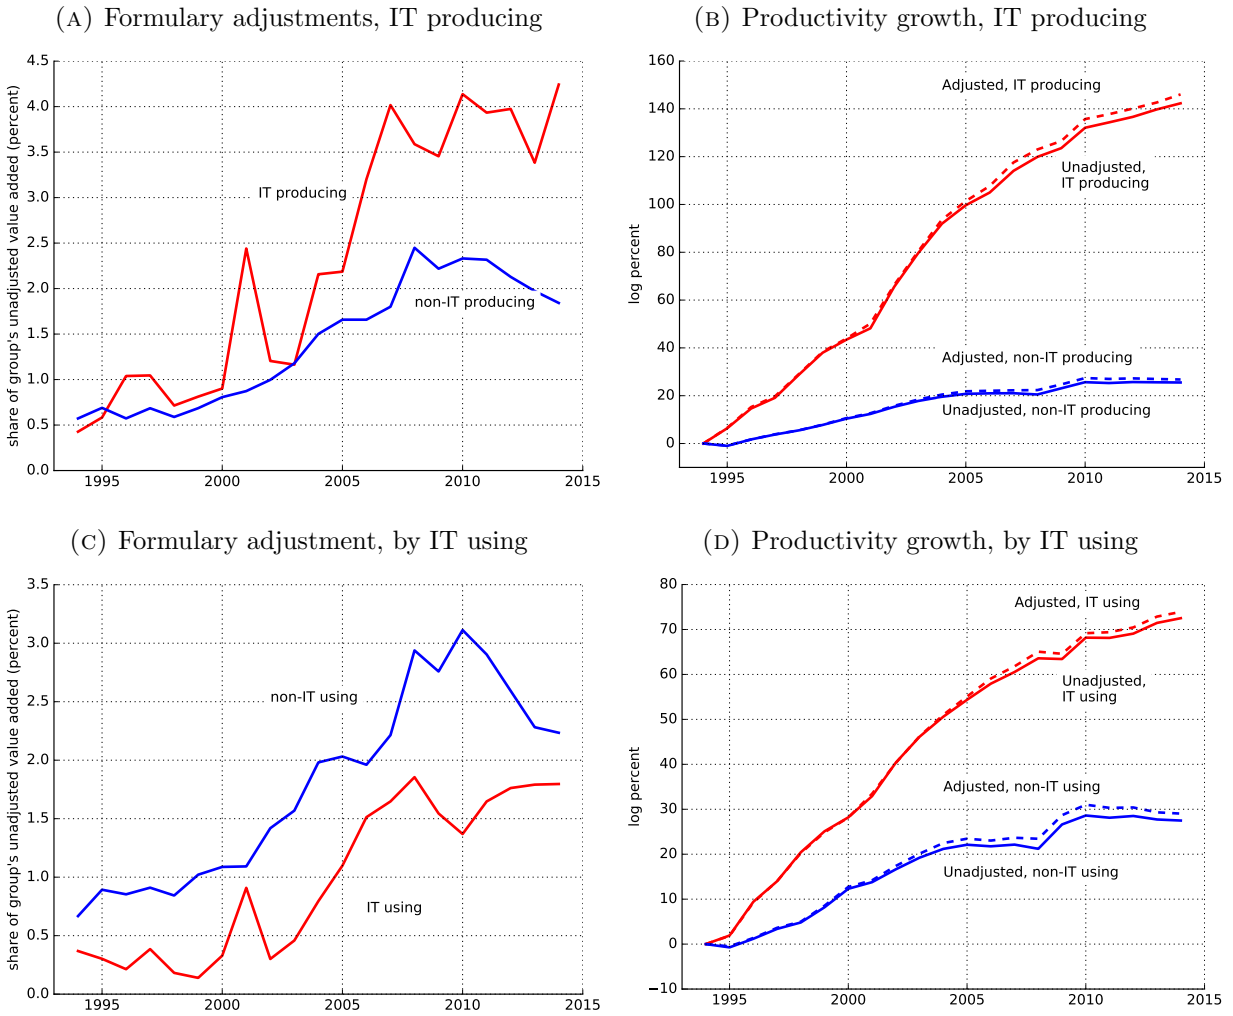 (A) Formulary adjustments, IT producing
share of group's unadjusted value added (percent)
4.5
4.0
3.5
3.0
2.5
2.0
1.5
1.0
0.5
0.0
IT producing
non-IT producing
1995 2000 2005 2010 2015
(B) Productivity growth, IT producing
log percent
160
140
120
100
80
60
40
20
0
Adjusted, IT producing
Unadjusted,
IT producing
Adjusted, non-IT producing
Unadjusted, non-IT producing
1995 2000 2005 2010 2015
(C) Formulary adjustment, by IT using
share of group's unadjusted value added (percent)
3.5
3.0
2.5
2.0
1.5
1.0
0.5
0.0
non-IT using
IT using
1995 2000 2005 2010 2015
(D) Productivity growth, by IT using
log percent
80
70
60
50
40
30
20
10
0
−10
Adjusted, IT using
Unadjusted,
IT using
Adjusted, non-IT using
Unadjusted, non-IT using
1995 2000 2005 2010 2015